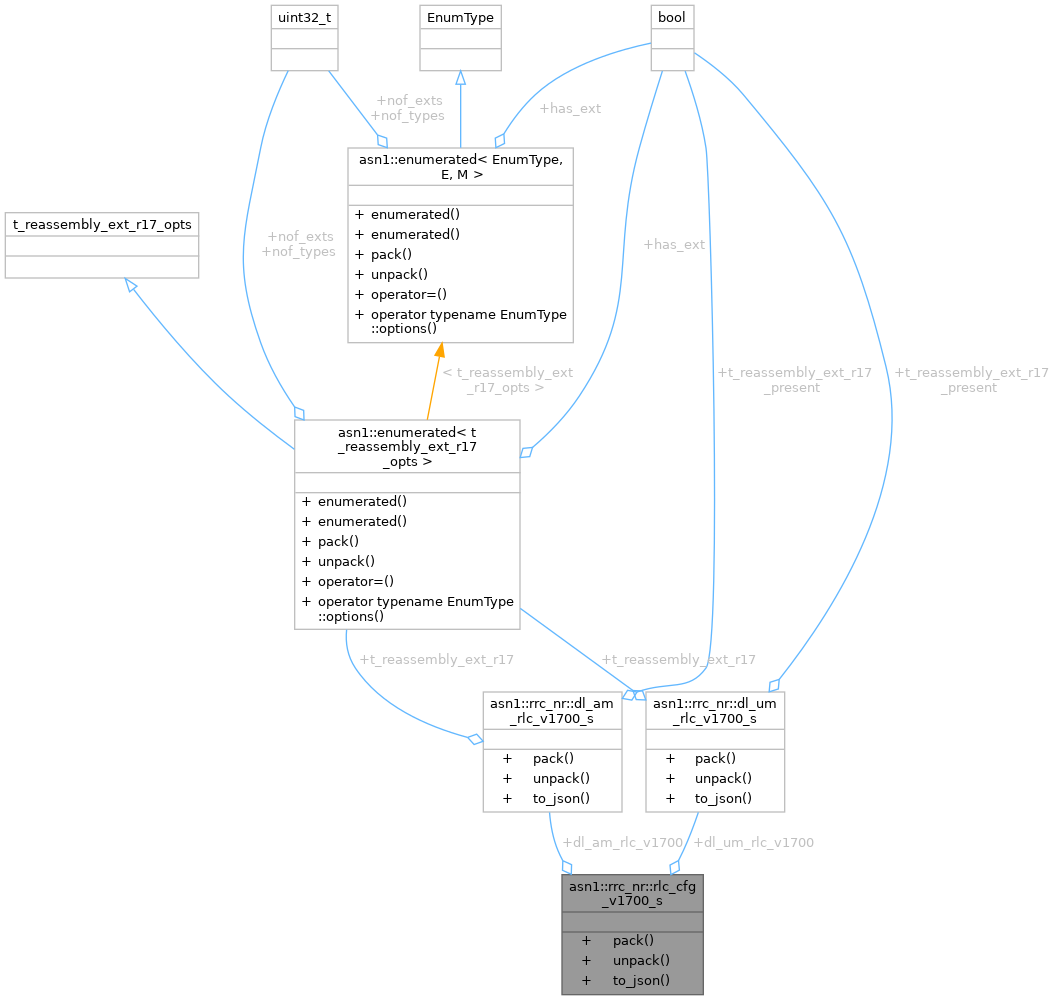 uint32_t
EnumType
bool
+nof_exts
+nof_types
+has_ext
asn1::enumerated< EnumType,
E, M >
+ enumerated()
+ enumerated()
+ pack()
+ unpack()
+ operator=()
+ operator typename EnumType
::options()
t_reassembly_ext_r17_opts
+nof_exts
+nof_types
+has_ext
< t_reassembly_ext
_r17_opts >
+t_reassembly_ext_r17
_present
+t_reassembly_ext_r17
_present
asn1::enumerated< t
_reassembly_ext_r17
_opts >
+ enumerated()
+ enumerated()
+ pack()
+ unpack()
+ operator=()
+ operator typename EnumType
::options()
+t_reassembly_ext_r17
+t_reassembly_ext_r17
asn1::rrc_nr::dl_am
_rlc_v1700_s
+ pack()
+ unpack()
+ to_json()
asn1::rrc_nr::dl_um
_rlc_v1700_s
+ pack()
+ unpack()
+ to_json()
+dl_am_rlc_v1700
+dl_um_rlc_v1700
asn1::rrc_nr::rlc_cfg
_v1700_s
+ pack()
+ unpack()
+ to_json()